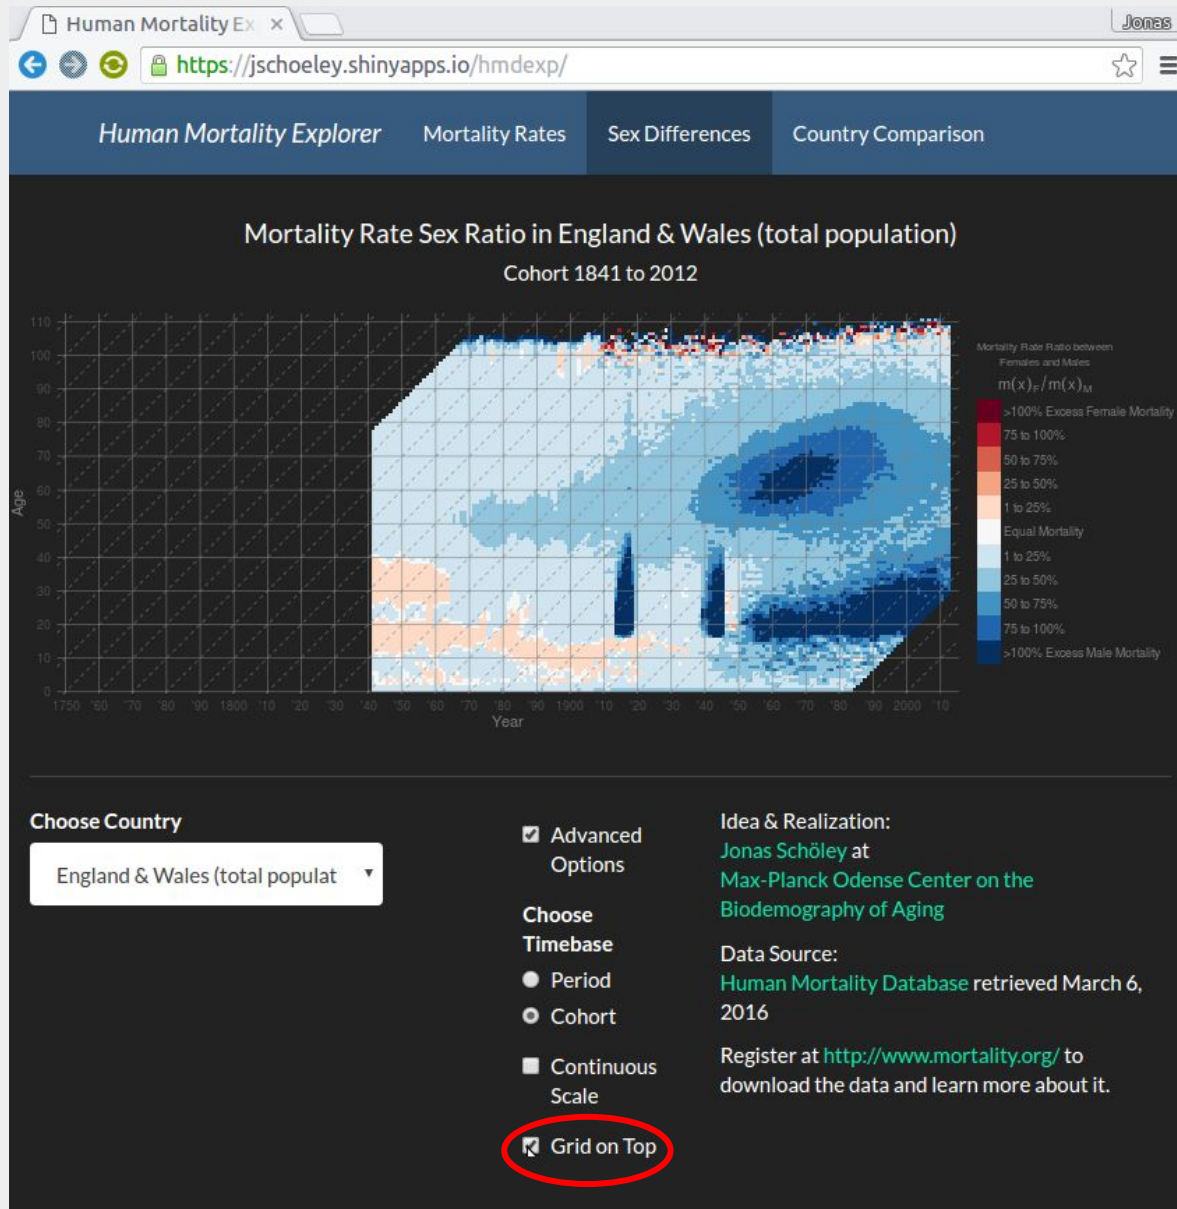 Human Mortality Ex
Jonas
https://jschoeley.shinyapps.io/hmdexp/
Human Mortality Explorer
Mortality Rates
Sex Differences
Country Comparison
Mortality Rate Sex Ratio in England & Wales (total population)
Cohort 1841 to 2012
110
100
90
80
70
60
50
40
30
20
10
0
Age
1750 '60 '70 '80 '90 1800 '10 '20 '30 '40 '50 '60 '70 '80 '90 1900 '10 '20 '30 '40 '50 '60 '70 '80 '90 2000 '10
Year
Mortality Rate Ratio between
Females and Males
m(x)F/m(x)M
>100% Excess Female Mortality
75 to 100%
50 to 75%
25 to 50%
1 to 25%
Equal Mortality
1 to 25%
25 to 50%
50 to 75%
75 to 100%
>100% Excess Male Mortality
Choose Country
England & Wales (total populat
Advanced
Options
Choose
Timebase
Period
Cohort
Continuous
Scale
Grid on Top
Idea & Realization:
Jonas Schöley at
Max-Planck Odense Center on the
Biodemography of Aging
Data Source:
Human Mortality Database retrieved March 6,
2016
Register at http://www.mortality.org/ to
download the data and learn more about it.